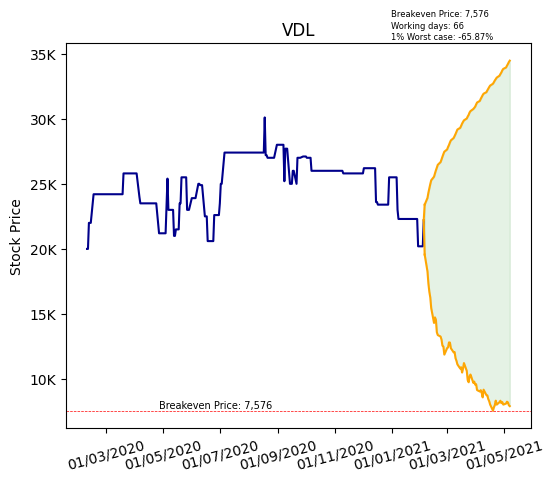 Breakeven Price: 7,576
Working days: 66
1% Worst case: -65.87%
VDL
Stock Price
35K
30K
25K
20K
15K
10K
Breakeven Price: 7,576
01/03/2020
01/05/2020
01/07/2020
01/09/2020
01/11/2020
01/01/2021
01/03/2021
01/05/2021